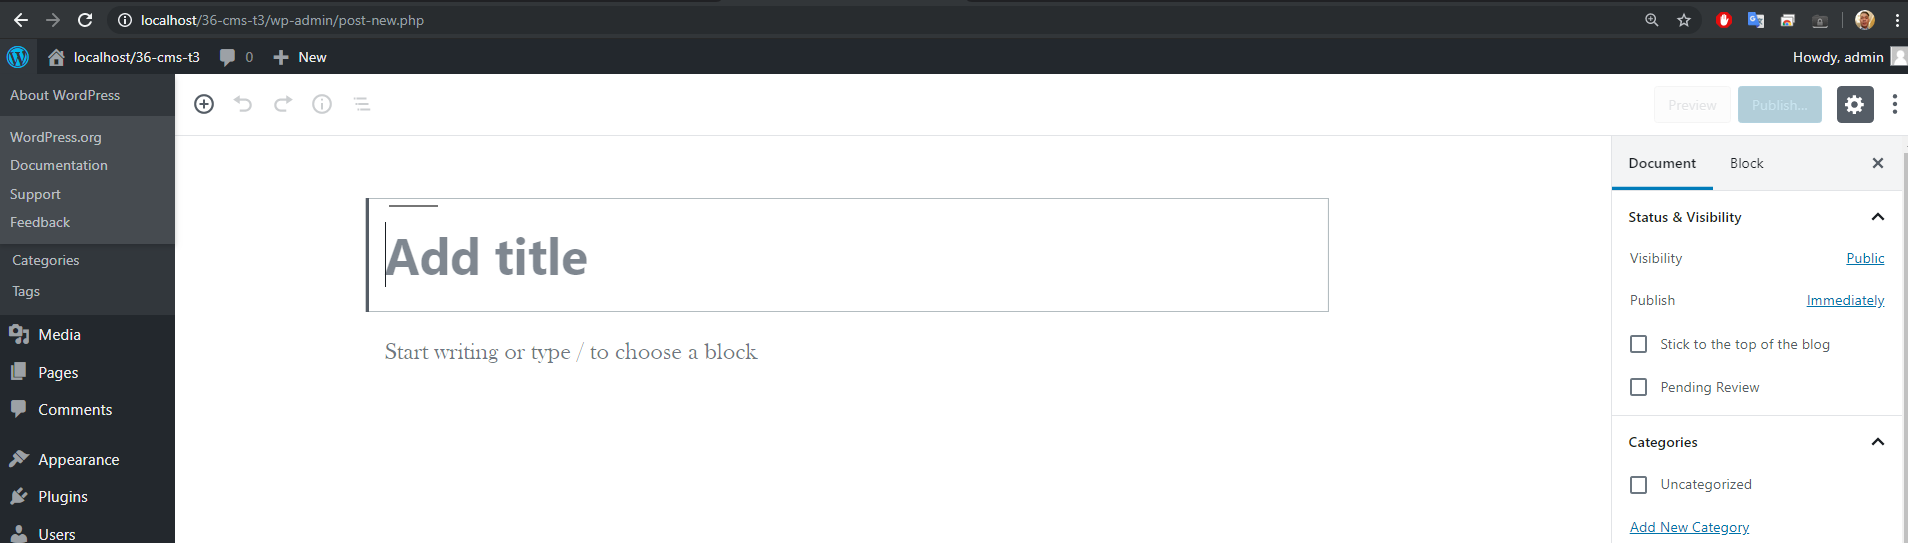 localhost/36-cms-t3/wp-admin/post-new.php
localhost/36-cms-t3 0 New Howdy, admin
About WordPress
WordPress.org
Documentation
Support
Feedback
Categories
Tags
Media
Pages
Comments
Appearance
Plugins
Users
Preview Publish...
Add title
Start writing or type / to choose a block
Document Block
Status & Visibility
Visibility Public
Publish Immediately
Stick to the top of the blog
Pending Review
Categories
Uncategorized
Add New Category